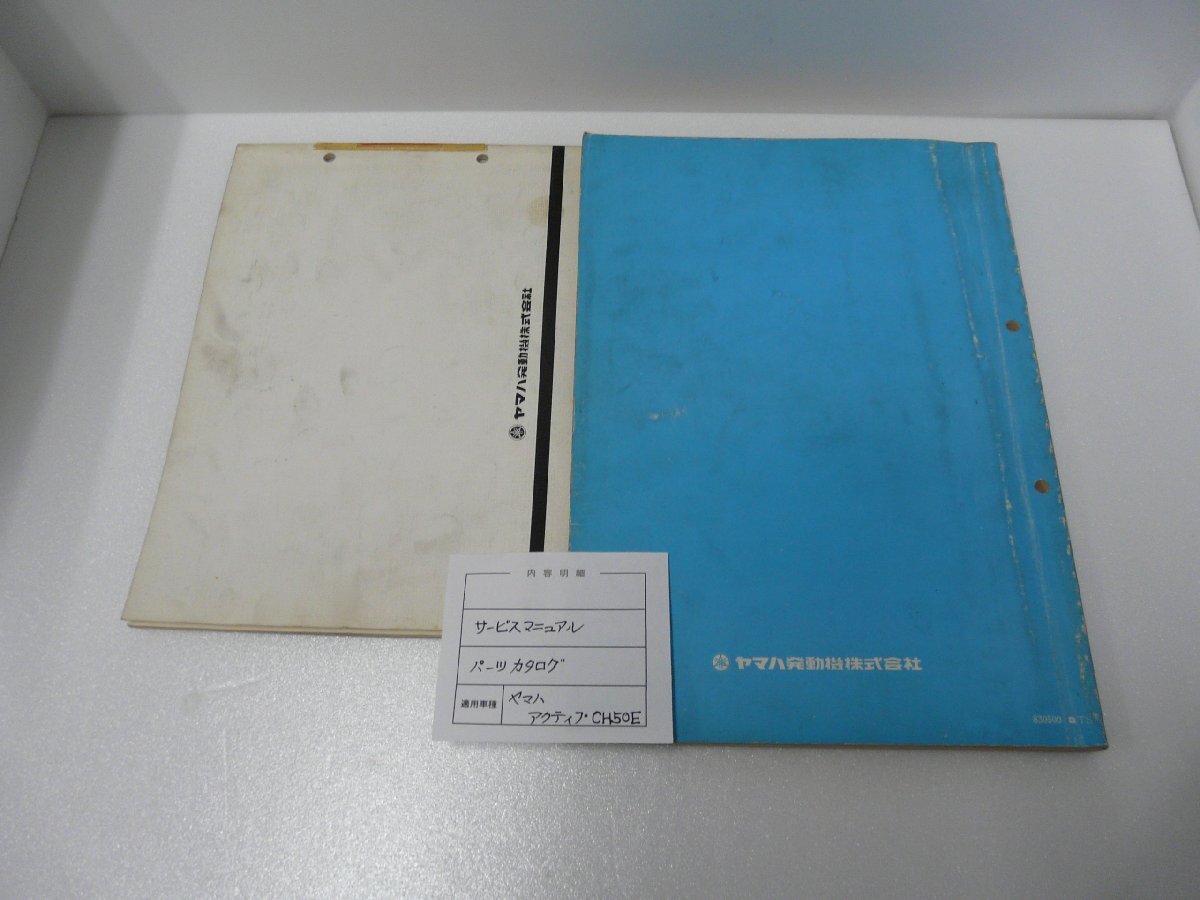 ヤマハ発動機株式会社
ヤマハ発動機株式会社
内容明細
サービスマニュアル
パーツカタログ
適用車種
ヤマハ
アクティブ・CH50E